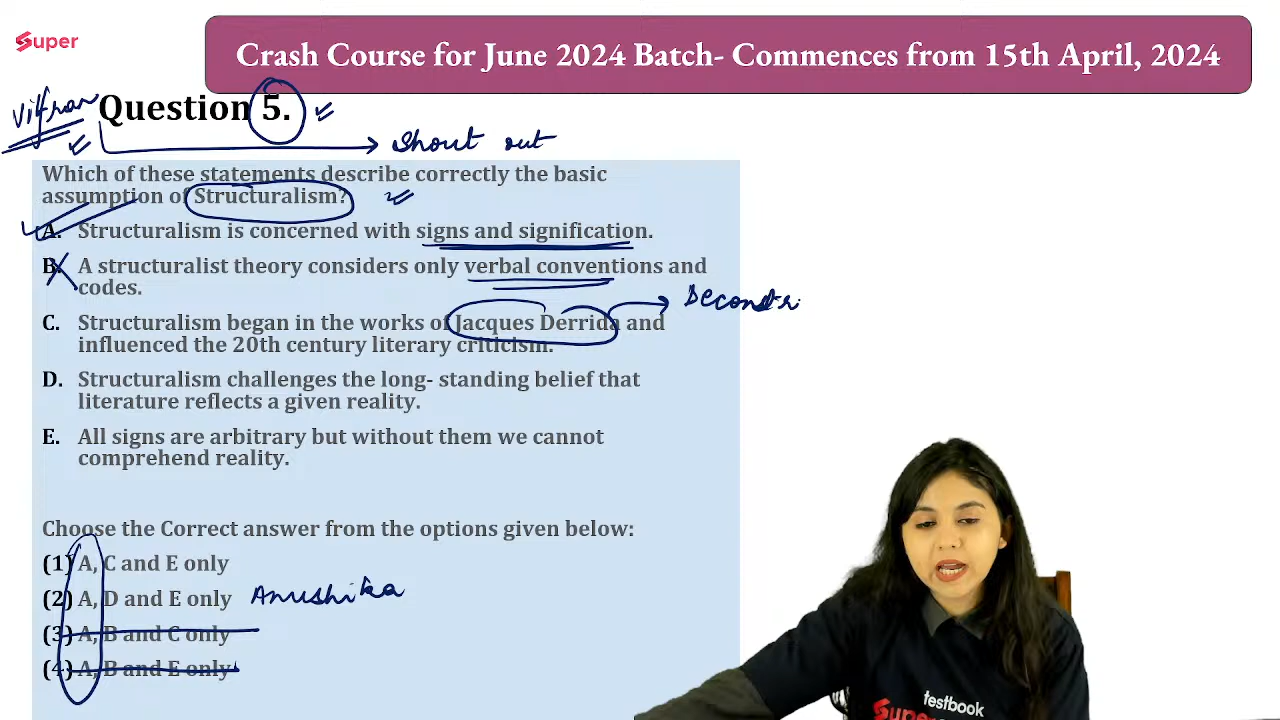 Super
Crash Course for June 2024 Batch- Commences from 15th April, 2024
Question 5.
Shout out
Which of these statements describe correctly the basic
assumption of Structuralism?
A. Structuralism is concerned with signs and signification.
B. A structuralist theory considers only verbal conventions and
codes.
Deconstr
C. Structuralism began in the works of Jacques Derrida and
influenced the 20th century literary criticism.
D. Structuralism challenges the long- standing belief that
literature reflects a given reality.
E. All signs are arbitrary but without them we cannot
comprehend reality.
Choose the Correct answer from the options given below:
(1) A, C and E only
(2) A, D and E only Anushika
(3) A, B and C only
(4) A, B and E only
testbook
Super